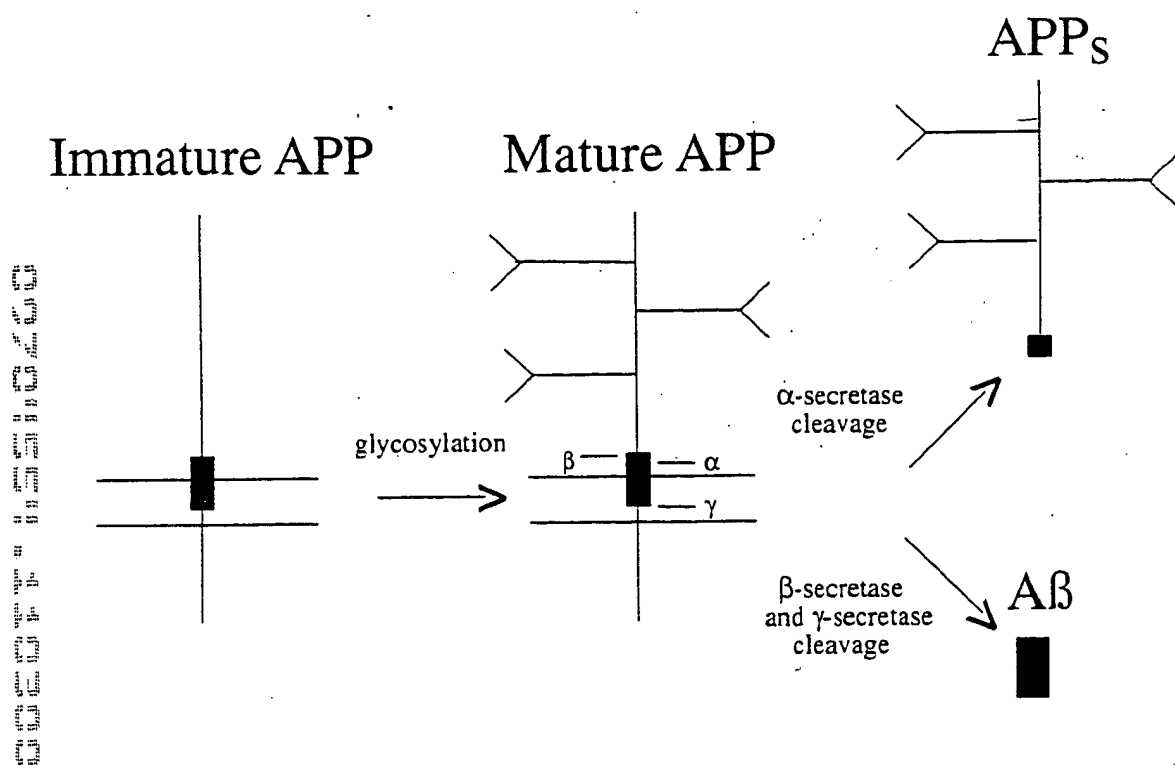 APPS
Immature APP
Mature APP
α-secretase
cleavage
glycosylation
β
α
γ
β-secretase
and γ-secretase
cleavage
Aß